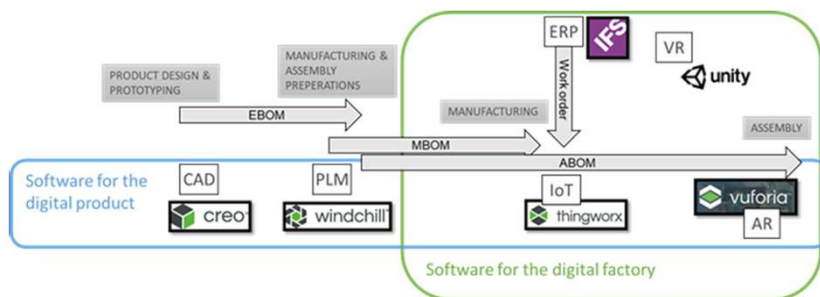 ERP
IFS
VR
unity
MANUFACTURING &
ASSEMBLY
PREPERATIONS
PRODUCT DESIGN &
PROTOTYPING
Work order
EBOM
MANUFACTURING
ASSEMBLY
MBOM
ABOM
Software for the
digital product
CAD
creo
PLM
windchill
IoT
thingworx
vuforia
AR
Software for the digital factory